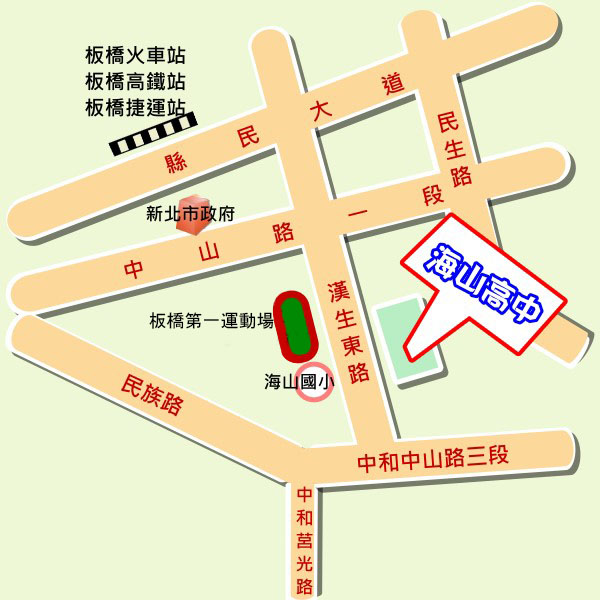 板橋火車站
板橋高鐵站
板橋捷運站
縣民大道
民生路
新北市政府
中山路一段
海山高中
漢生東路
板橋第一運動場
海山國小
民族路
中和中山路三段
中和莒光路